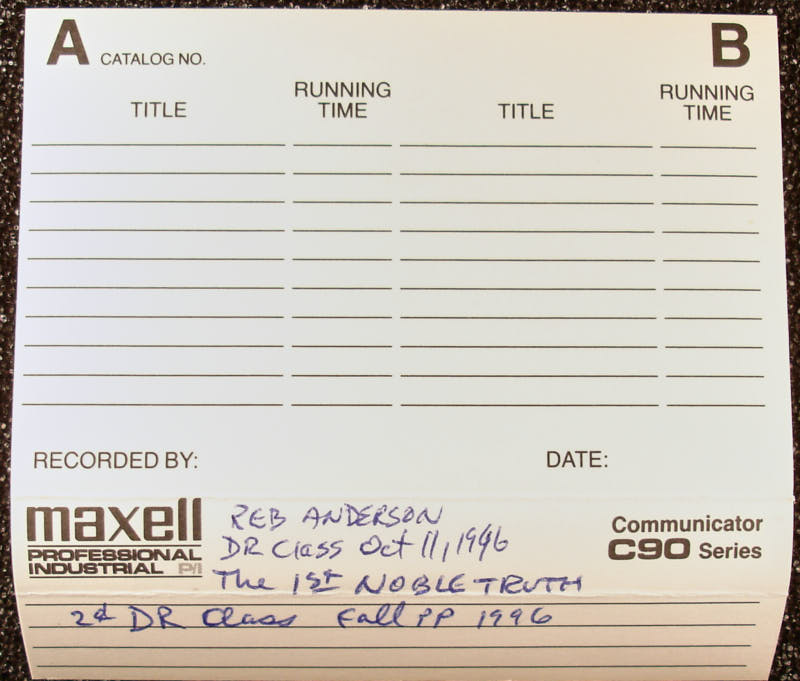 A CATALOG NO. B
TITLE RUNNING TIME TITLE RUNNING TIME
RECORDED BY: DATE:
maxell
PROFESSIONAL
INDUSTRIAL P/I
REB ANDERSON
DR Class Oct 11, 1996
The 1st NOBLE TRUTH
Communicator
C90 Series
2d DR Class Fall PP 1996